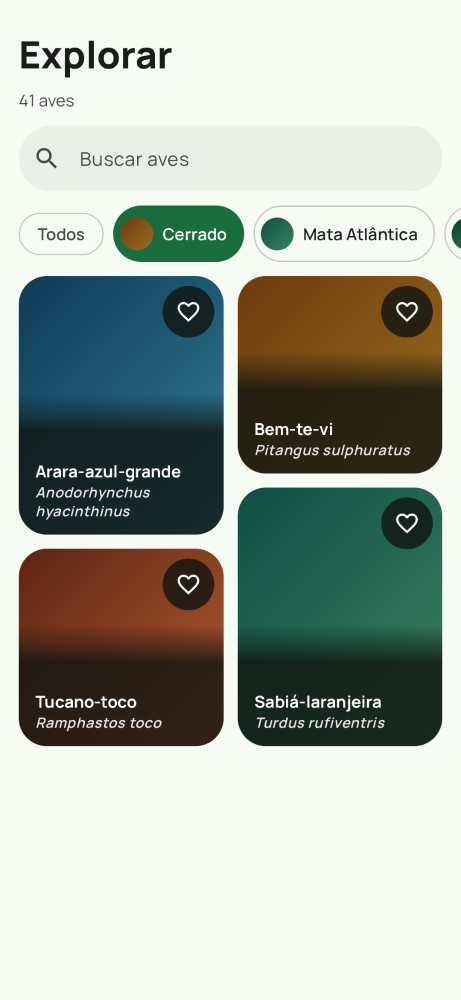 Explorar
41 aves
Buscar aves
Todos
Cerrado
Mata Atlântica
Arara-azul-grande
Anodorhynchus
hyacinthinus
Bem-te-vi
Pitangus sulphuratus
Tucano-toco
Ramphastos toco
Sabiá-laranjeira
Turdus rufiventris